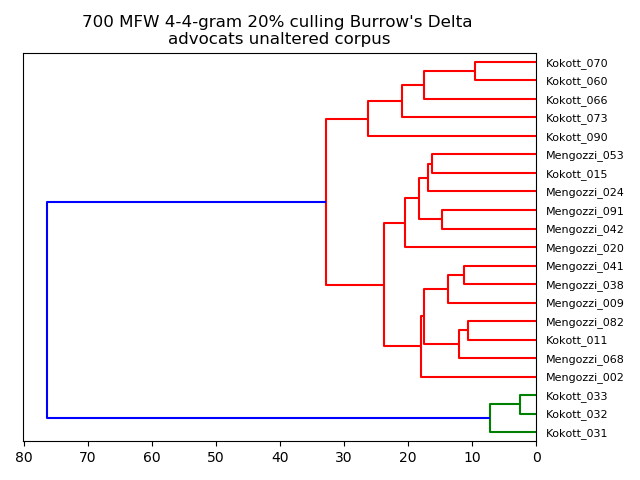 700 MFW 4-4-gram 20% culling Burrow's Delta
advocats unaltered corpus
Kokott_070
Kokott_060
Kokott_066
Kokott_073
Kokott_090
Mengozzi_053
Kokott_015
Mengozzi_024
Mengozzi_091
Mengozzi_042
Mengozzi_020
Mengozzi_041
Mengozzi_038
Mengozzi_009
Mengozzi_082
Kokott_011
Mengozzi_068
Mengozzi_002
Kokott_033
Kokott_032
Kokott_031
80 70 60 50 40 30 20 10 0